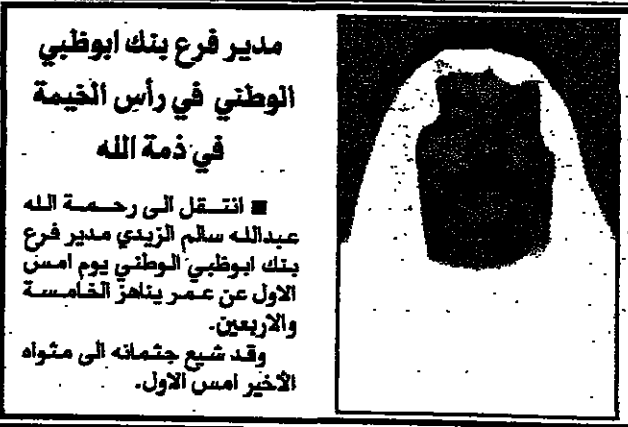 مدير فرع بنك ابوظبي
الوطني في رأس الخيمة
في ذمة الله
■ انتقل الى رحمة الله
عبدالله سالم الزيدي مدير فرع
بنك ابوظبي الوطني يوم امس
الاول عن عمر يناهز الخامسة
والاربعين.
وقد شيع جثمانه الى مثواه
الأخير امس الاول.